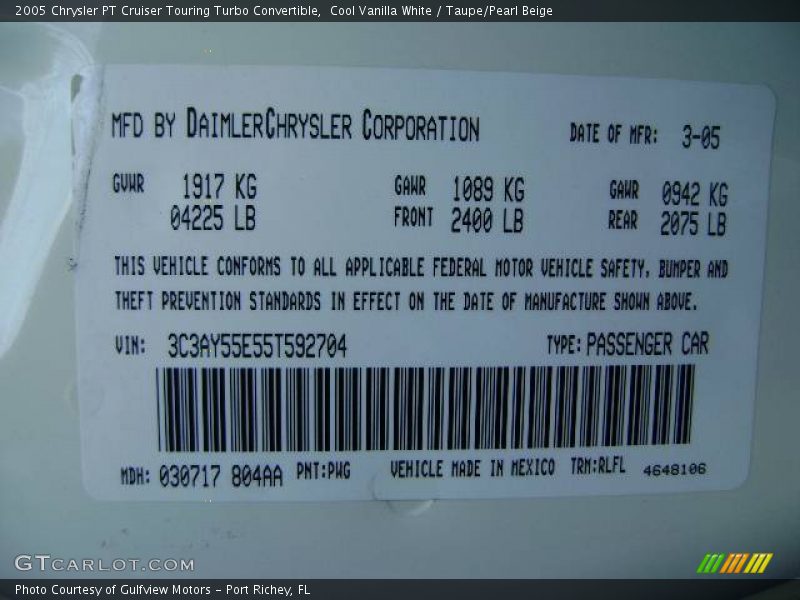 2005 Chrysler PT Cruiser Touring Turbo Convertible,  Cool Vanilla White / Taupe/Pearl Beige
MFD BY DAIMLERCHRYSLER CORPORATION DATE OF MFR: 3-05
GVWR 1917 KG GAWR 1089 KG GAWR 0942 KG
04225 LB FRONT 2400 LB REAR 2075 LB
THIS VEHICLE CONFORMS TO ALL APPLICABLE FEDERAL MOTOR VEHICLE SAFETY, BUMPER AND
THEFT PREVENTION STANDARDS IN EFFECT ON THE DATE OF MANUFACTURE SHOWN ABOVE.
VIN: 3C3AY55E55T592704 TYPE: PASSENGER CAR
MDH: 030717 804AA PNT:PWG VEHICLE MADE IN MEXICO TRM:RLFL 4648106
GTCARLOT.COM
Photo Courtesy of Gulfview Motors – Port Richey, FL